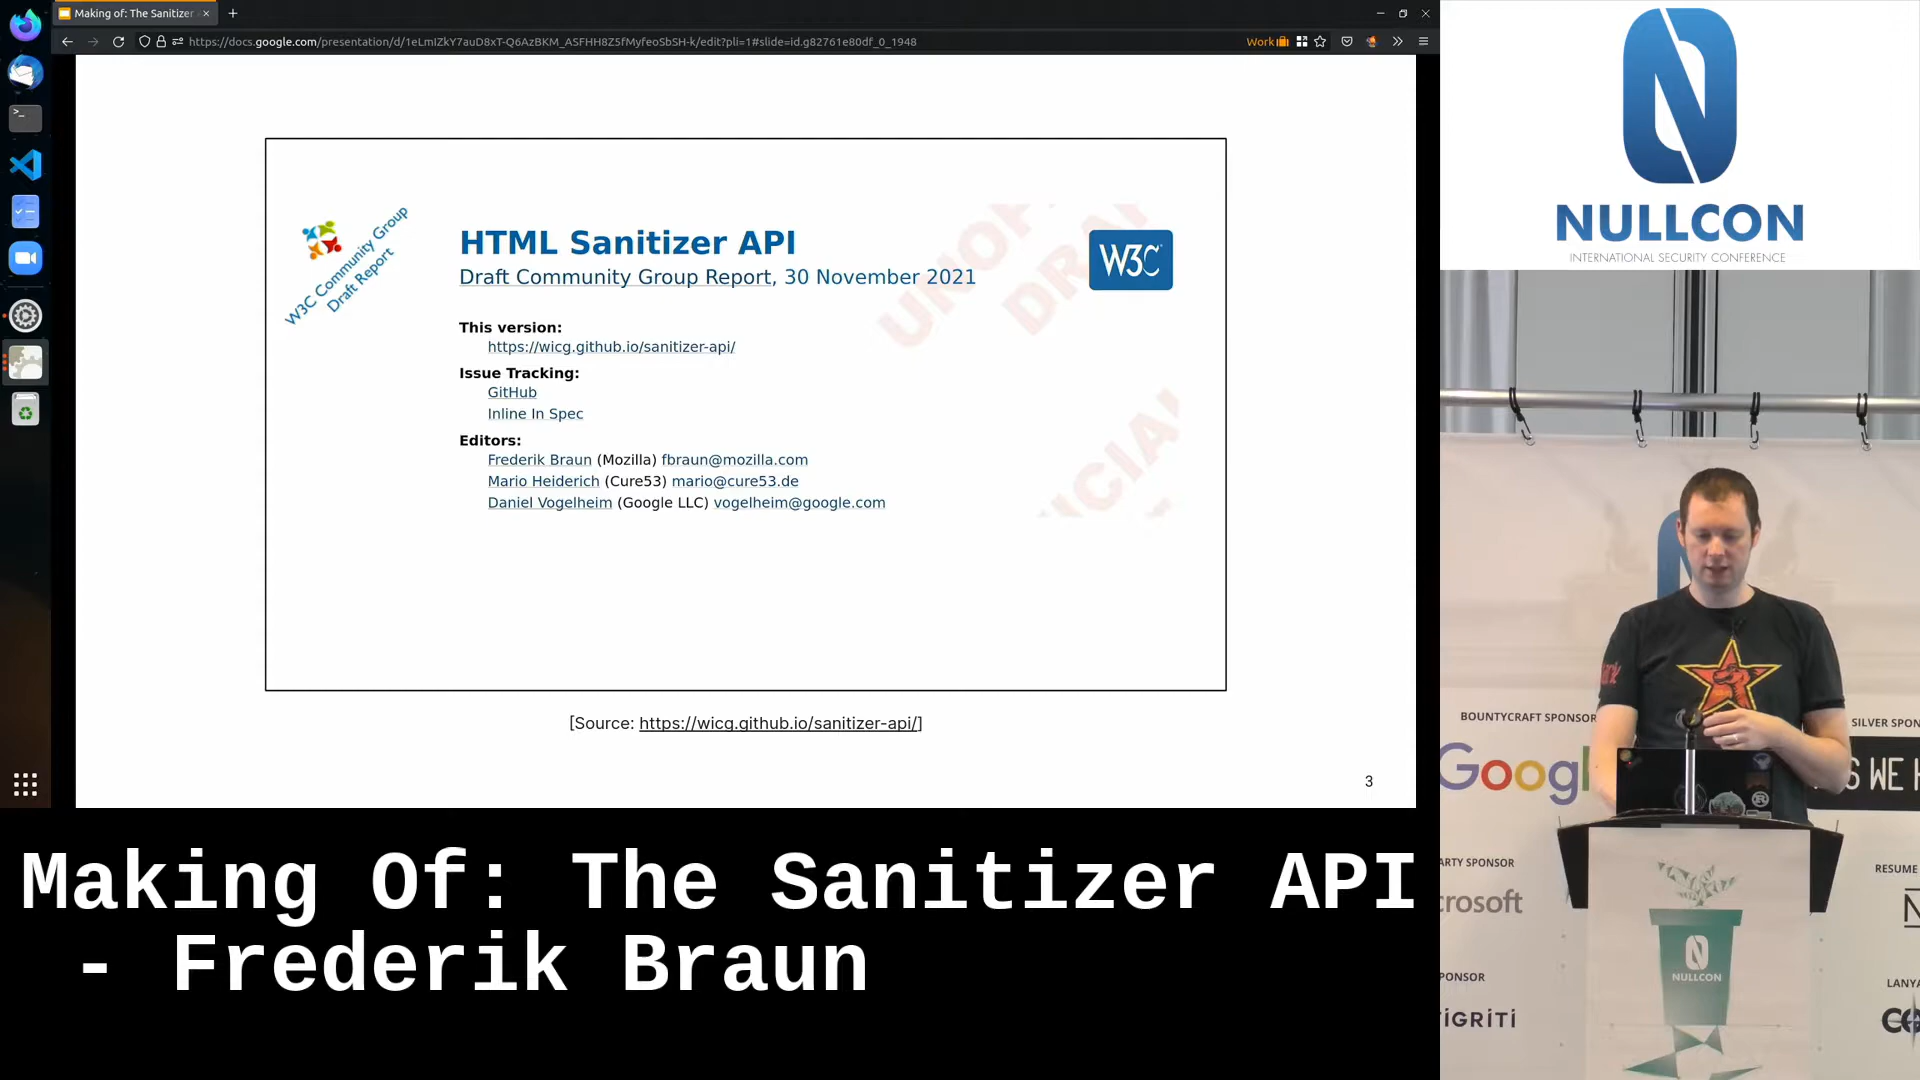 Making of: The Sanitizer
https://docs.google.com/presentation/d/1eLmIZkY7auD8xT-Q6AzBKM_ASFHH8Z5fMyfeoSbSH-k/edit?pli=1#slide=id.g82761e80df_0_1948
Work
W3C Community Group
Draft Report
HTML Sanitizer API
Draft Community Group Report, 30 November 2021
W3C
This version:
https://wicg.github.io/sanitizer-api/
Issue Tracking:
GitHub
Inline In Spec
Editors:
Frederik Braun (Mozilla) fbraun@mozilla.com
Mario Heiderich (Cure53) mario@cure53.de
Daniel Vogelheim (Google LLC) vogelheim@google.com
[Source: https://wicg.github.io/sanitizer-api/]
3
Making Of: The Sanitizer API
- Frederik Braun
NULLCON
INTERNATIONAL SECURITY CONFERENCE
BOUNTYCRAFT SPONSOR
SILVER SPON
Googl
S WE H
ARTY SPONSOR
RESUME
crosoft
PONSOR
NULLCON
LANYA
TIGRITI